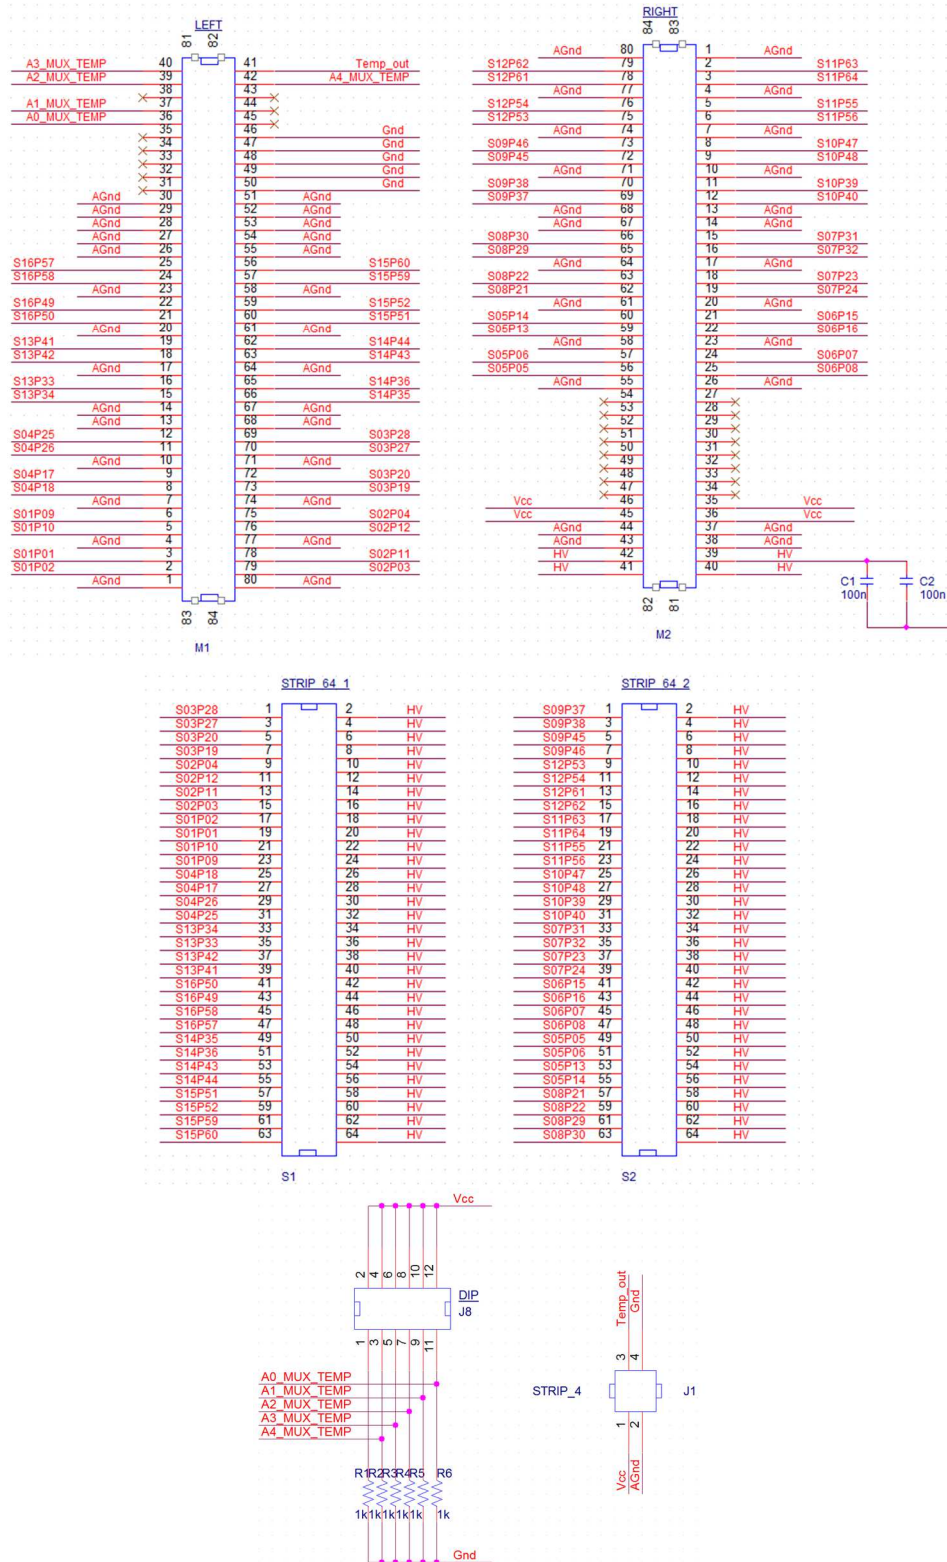 LEFT
81 82
A3_MUX_TEMP 40 41 Temp_out
A2_MUX_TEMP 39 42 A4_MUX_TEMP
38 43
A1_MUX_TEMP 37 44
A0_MUX_TEMP 36 45
35 46 Gnd
34 47 Gnd
33 48 Gnd
32 49 Gnd
31 50 Gnd
AGnd 30 51 AGnd
AGnd 29 52 AGnd
AGnd 28 53 AGnd
AGnd 27 54 AGnd
AGnd 26 55 AGnd
S16P57 25 56 S15P60
S16P58 24 57 S15P59
AGnd 23 58 AGnd
S16P49 22 59 S15P52
S16P50 21 60 S15P51
AGnd 20 61 AGnd
S13P41 19 62 S14P44
S13P42 18 63 S14P43
AGnd 17 64 AGnd
S13P33 16 65 S14P36
S13P34 15 66 S14P35
AGnd 14 67 AGnd
AGnd 13 68 AGnd
S04P25 12 69 S03P28
S04P26 11 70 S03P27
AGnd 10 71 AGnd
S04P17 9 72 S03P20
S04P18 8 73 S03P19
AGnd 7 74 AGnd
S01P09 6 75 S02P04
S01P10 5 76 S02P12
AGnd 4 77 AGnd
S01P01 3 78 S02P11
S01P02 2 79 S02P03
AGnd 1 80 AGnd
83 84
M1
RIGHT
84 83
AGnd 80 1 AGnd
S12P62 79 2 S11P63
S12P61 78 3 S11P64
AGnd 77 4 AGnd
S12P54 76 5 S11P55
S12P53 75 6 S11P56
AGnd 74 7 AGnd
S09P46 73 8 S10P47
S09P45 72 9 S10P48
AGnd 71 10 AGnd
S09P38 70 11 S10P39
S09P37 69 12 S10P40
AGnd 68 13 AGnd
AGnd 67 14 AGnd
S08P30 66 15 S07P31
S08P29 65 16 S07P32
AGnd 64 17 AGnd
S08P22 63 18 S07P23
S08P21 62 19 S07P24
AGnd 61 20 AGnd
S05P14 60 21 S06P15
S05P13 59 22 S06P16
AGnd 58 23 AGnd
S05P06 57 24 S06P07
S05P05 56 25 S06P08
AGnd 55 26 AGnd
54 27
53 28
52 29
51 30
50 31
49 32
48 33
47 34
Vcc 46 35 Vcc
Vcc 45 36 Vcc
AGnd 44 37 AGnd
AGnd 43 38 AGnd
HV 42 39 HV
HV 41 40 HV
82 81
M2
C1 C2
100n 100n
STRIP_64_1
S03P28 1 2 HV
S03P27 3 4 HV
S03P20 5 6 HV
S03P19 7 8 HV
S02P04 9 10 HV
S02P12 11 12 HV
S02P11 13 14 HV
S02P03 15 16 HV
S01P02 17 18 HV
S01P01 19 20 HV
S01P10 21 22 HV
S01P09 23 24 HV
S04P18 25 26 HV
S04P17 27 28 HV
S04P26 29 30 HV
S04P25 31 32 HV
S13P34 33 34 HV
S13P33 35 36 HV
S13P42 37 38 HV
S13P41 39 40 HV
S16P50 41 42 HV
S16P49 43 44 HV
S16P58 45 46 HV
S16P57 47 48 HV
S14P35 49 50 HV
S14P36 51 52 HV
S14P43 53 54 HV
S14P44 55 56 HV
S15P51 57 58 HV
S15P52 59 60 HV
S15P59 61 62 HV
S15P60 63 64 HV
S1
STRIP_64_2
S09P37 1 2 HV
S09P38 3 4 HV
S09P45 5 6 HV
S09P46 7 8 HV
S12P53 9 10 HV
S12P54 11 12 HV
S12P61 13 14 HV
S12P62 15 16 HV
S11P63 17 18 HV
S11P64 19 20 HV
S11P55 21 22 HV
S11P56 23 24 HV
S10P47 25 26 HV
S10P48 27 28 HV
S10P39 29 30 HV
S10P40 31 32 HV
S07P31 33 34 HV
S07P32 35 36 HV
S07P23 37 38 HV
S07P24 39 40 HV
S06P15 41 42 HV
S06P16 43 44 HV
S06P07 45 46 HV
S06P08 47 48 HV
S05P05 49 50 HV
S05P06 51 52 HV
S05P13 53 54 HV
S05P14 55 56 HV
S08P21 57 58 HV
S08P22 59 60 HV
S08P29 61 62 HV
S08P30 63 64 HV
S2
Vcc
2 4 6 8 10 12
DIP
J8
1 3 5 7 9 11
A0_MUX_TEMP
A1_MUX_TEMP
A2_MUX_TEMP
A3_MUX_TEMP
A4_MUX_TEMP
R1 R2 R3 R4 R5 R6
1k 1k 1k 1k 1k 1k
Gnd
Temp_out Gnd
3 4
STRIP_4 J1
1 2
Vcc AGnd